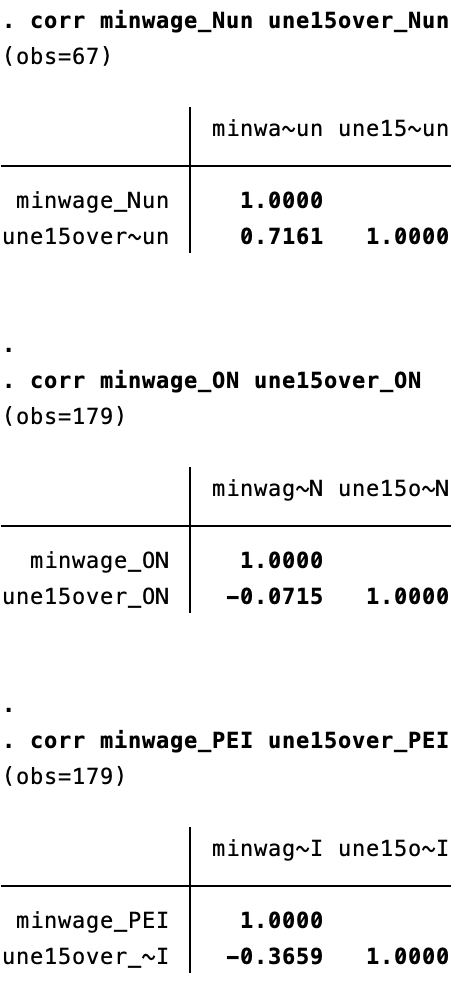 . corr minwage_Nun une15over_Nun
(obs=67)
minwa~un une15~un
minwage_Nun 1.0000
une15over~un 0.7161 1.0000
.
. corr minwage_ON une15over_ON
(obs=179)
minwag~N une15o~N
minwage_ON 1.0000
une15over_ON -0.0715 1.0000
.
. corr minwage_PEI une15over_PEI
(obs=179)
minwag~I une15o~I
minwage_PEI 1.0000
une15over_~I -0.3659 1.0000